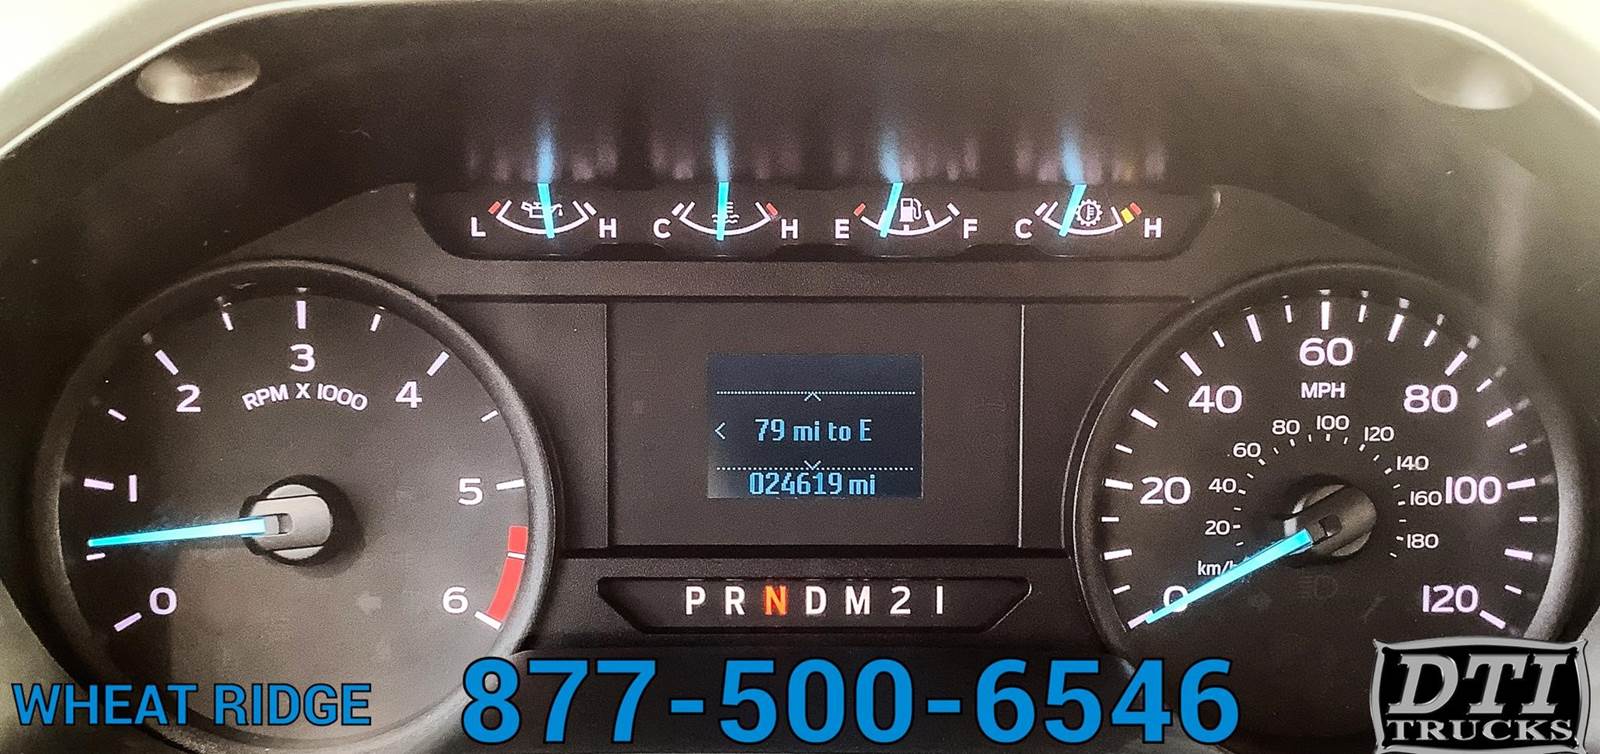 L H C H E F C H
3
2 4
RPM X 1000
1 5
0 6
79 mi to E
024619 mi
P R N D M 2 1
60
MPH
40 80
20 100
0 120
80 100 120
60 140
40 160
20 180
km/h
WHEAT RIDGE
877-500-6546
DTI
TRUCKS